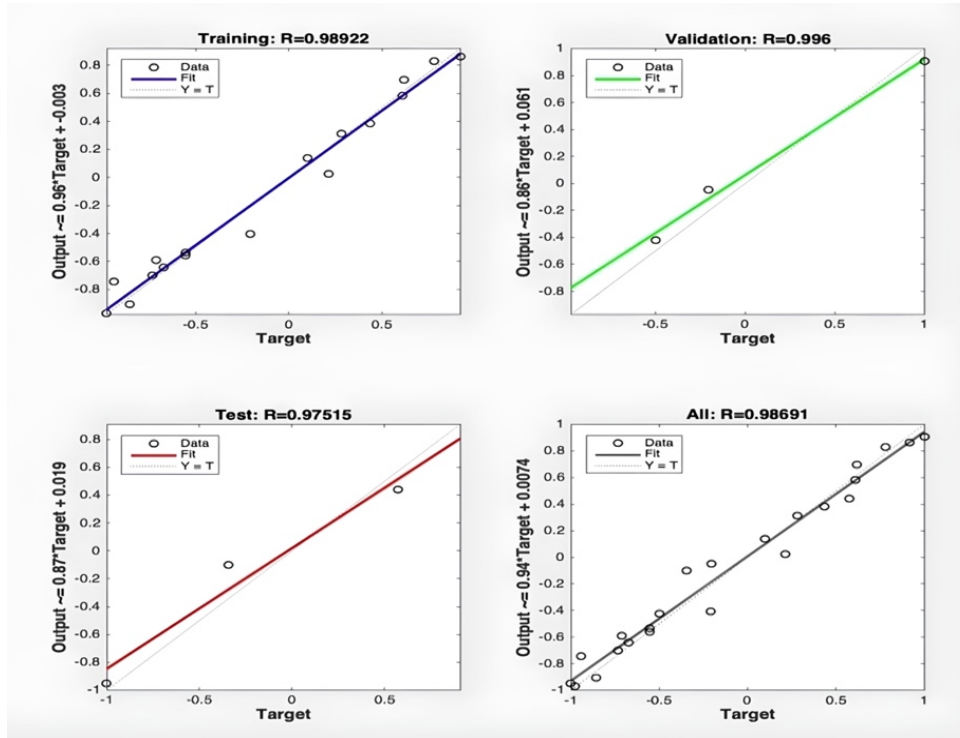 Training: R=0.98922
Output ~= 0.96*Target + -0.003
0.8
0.6
0.4
0.2
0
-0.2
-0.4
-0.6
-0.8
Data
Fit
Y = T
-0.5
0
0.5
Target
Validation: R=0.996
Output ~= 0.86*Target + 0.061
1
0.8
0.6
0.4
0.2
0
-0.2
-0.4
-0.6
-0.8
Data
Fit
Y = T
-0.5
0
0.5
1
Target
Test: R=0.97515
Output ~= 0.87*Target + 0.019
0.8
0.6
0.4
0.2
0
-0.2
-0.4
-0.6
-0.8
-1
Data
Fit
Y = T
-1
0
0.5
Target
All: R=0.98691
Output ~= 0.94*Target + 0.0074
1
0.8
0.6
0.4
0.2
0
-0.2
-0.4
-0.6
-0.8
-1
Data
Fit
Y = T
-1
-0.5
0
0.5
1
Target